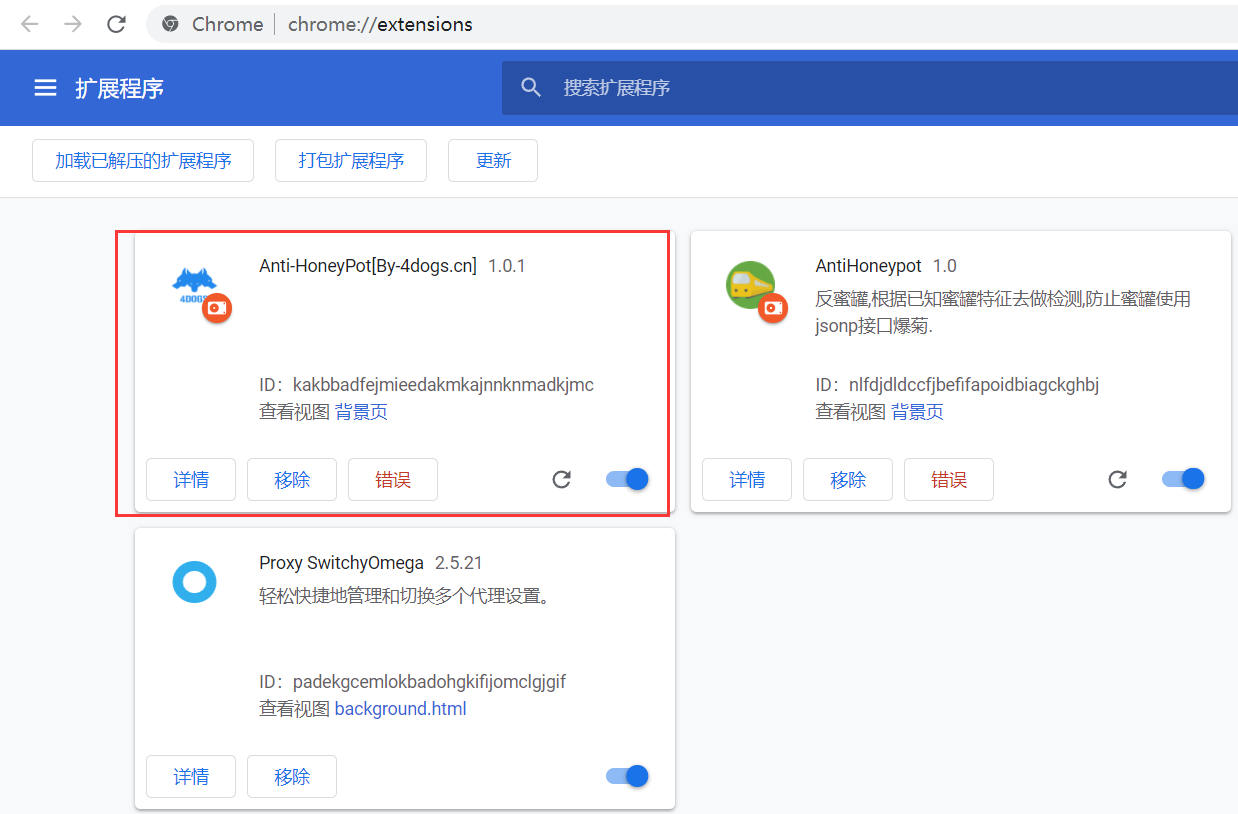 Chrome chrome://extensions
扩展程序 搜索扩展程序
加载已解压的扩展程序 打包扩展程序 更新
Anti-HoneyPot[By-4dogs.cn] 1.0.1
4DOGS
ID：kakbbadfejmieedakmkajnnknmadkjmc
查看视图 背景页
详情 移除 错误
AntiHoneypot 1.0
反蜜罐,根据已知蜜罐特征去做检测,防止蜜罐使用
jsonp接口爆菊.
ID：nlfdjdldccfjbefifapoidbiagckghbj
查看视图 背景页
详情 移除 错误
Proxy SwitchyOmega 2.5.21
轻松快捷地管理和切换多个代理设置。
ID：padekgcemlokbadohgkifijomclgjgif
查看视图 background.html
详情 移除